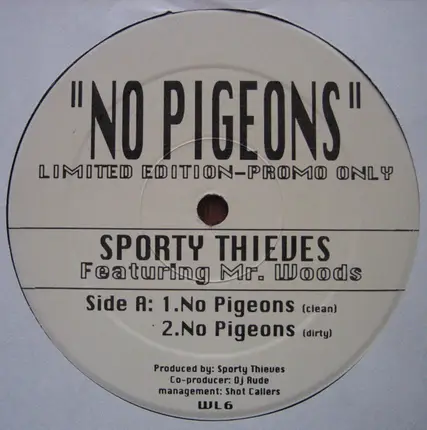 "NO PIGEONS"
LIMITED EDITION-PROMO ONLY
SPORTY THIEVES
Featuring Mr. Woods
Side A: 1.No Pigeons (clean)
2.No Pigeons (dirty)
Produced by: Sporty Thieves
Co-producer: Dj Rude
management: Shot Callers
WL6